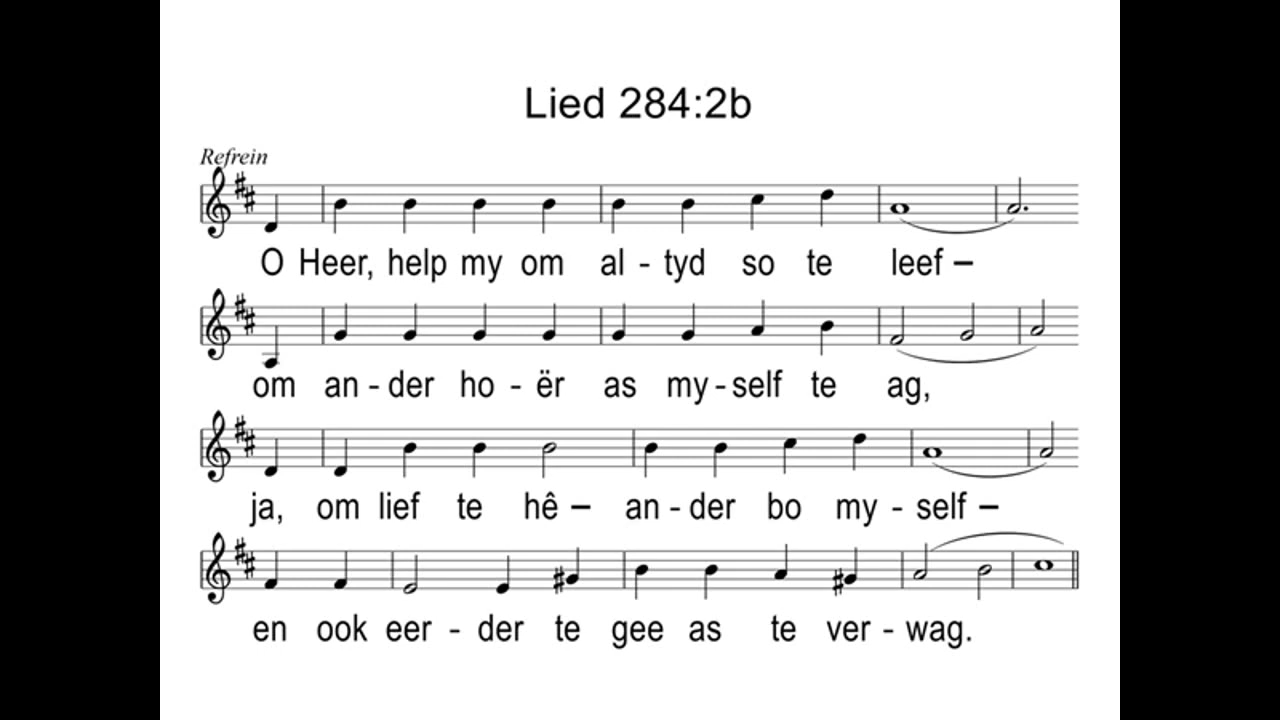 Lied 284:2b
Refrein
O Heer, help my om al - tyd so te leef –
om an - der ho - ër as my - self te ag,
ja, om lief te hê – an - der bo my - self –
en ook eer - der te gee as te ver - wag.